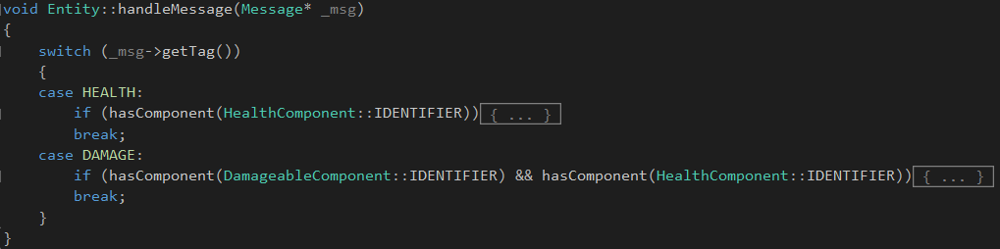 void Entity::handleMessage(Message* _msg)
{
    switch (_msg->getTag())
    {
    case HEALTH:
        if (hasComponent(HealthComponent::IDENTIFIER)){ ... }
        break;
    case DAMAGE:
        if (hasComponent(DamageableComponent::IDENTIFIER) && hasComponent(HealthComponent::IDENTIFIER)){ ... }
        break;
    }
}